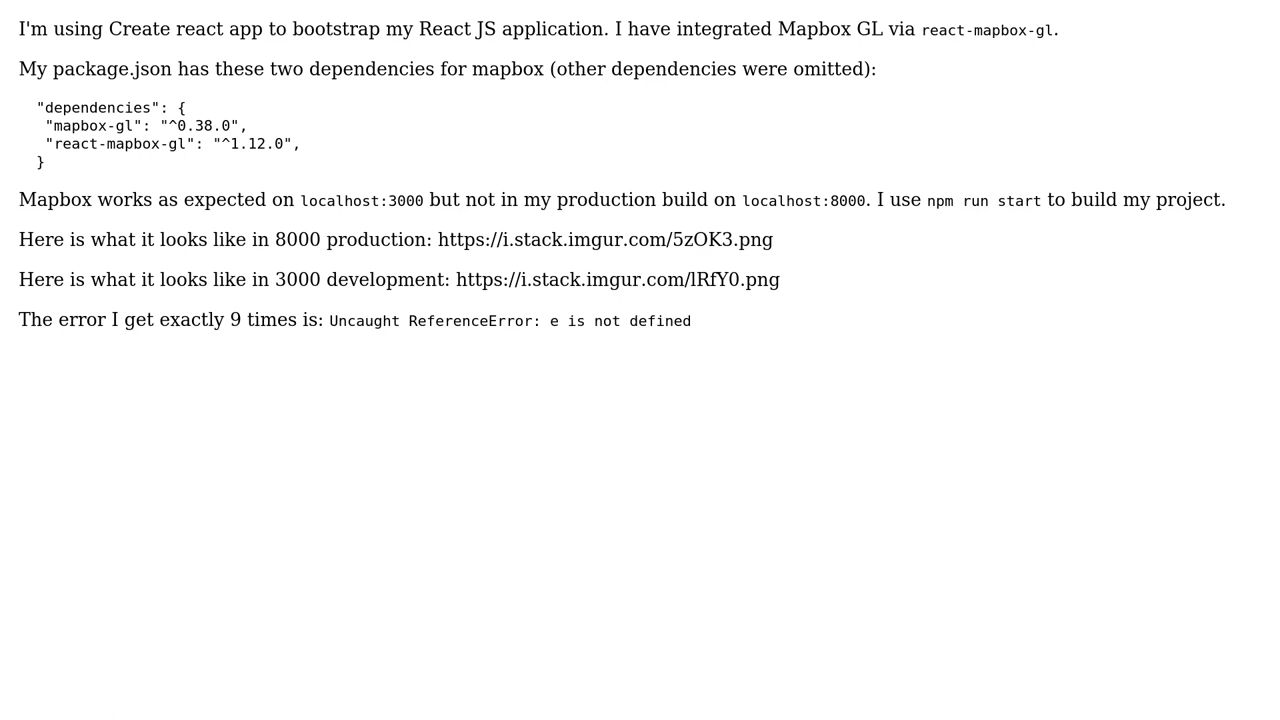 I'm using Create react app to bootstrap my React JS application. I have integrated Mapbox GL via react-mapbox-gl.
My package.json has these two dependencies for mapbox (other dependencies were omitted):
"dependencies": {
"mapbox-gl": "^0.38.0",
"react-mapbox-gl": "^1.12.0",
}
Mapbox works as expected on localhost:3000 but not in my production build on localhost:8000. I use npm run start to build my project.
Here is what it looks like in 8000 production: https://i.stack.imgur.com/5zOK3.png
Here is what it looks like in 3000 development: https://i.stack.imgur.com/lRfY0.png
The error I get exactly 9 times is: Uncaught ReferenceError: e is not defined